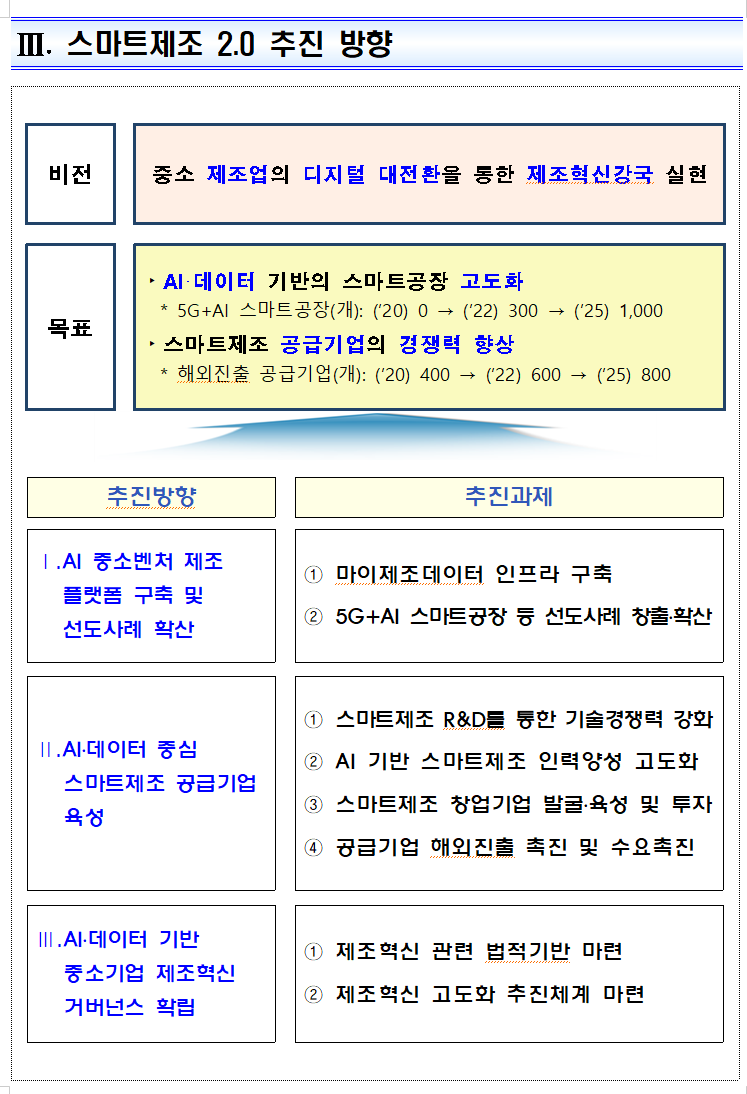 Ⅲ. 스마트제조 2.0 추진 방향
비전
중소 제조업의 디지털 대전환을 통한 제조혁신강국 실현
목표
‣ AI·데이터 기반의 스마트공장 고도화
* 5G+AI 스마트공장(개): (‘20) 0 → (‘22) 300 → (‘25) 1,000
‣ 스마트제조 공급기업의 경쟁력 향상
* 해외진출 공급기업(개): (‘20) 400 → (‘22) 600 → (‘25) 800
추진방향
추진과제
Ⅰ.AI 중소벤처 제조
플랫폼 구축 및
선도사례 확산
① 마이제조데이터 인프라 구축
② 5G+AI 스마트공장 등 선도사례 창출·확산
Ⅱ.AI·데이터 중심
스마트제조 공급기업
육성
① 스마트제조 R&D를 통한 기술경쟁력 강화
② AI 기반 스마트제조 인력양성 고도화
③ 스마트제조 창업기업 발굴·육성 및 투자
④ 공급기업 해외진출 촉진 및 수요촉진
Ⅲ.AI·데이터 기반
중소기업 제조혁신
거버넌스 확립
① 제조혁신 관련 법적기반 마련
② 제조혁신 고도화 추진체계 마련